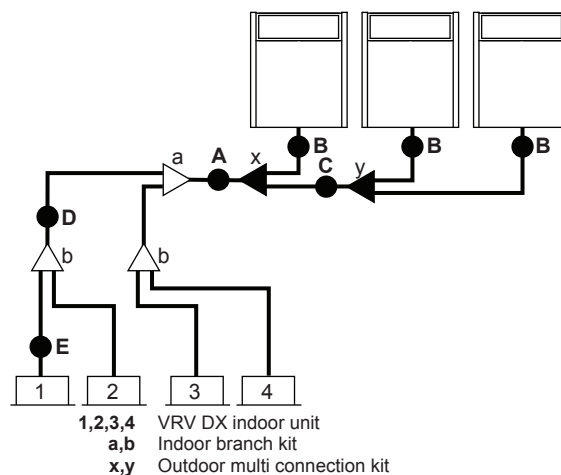 B B B
A x C y
a
D
b b
E
1 2 3 4
1,2,3,4 VRV DX indoor unit
a,b Indoor branch kit
x,y Outdoor multi connection kit